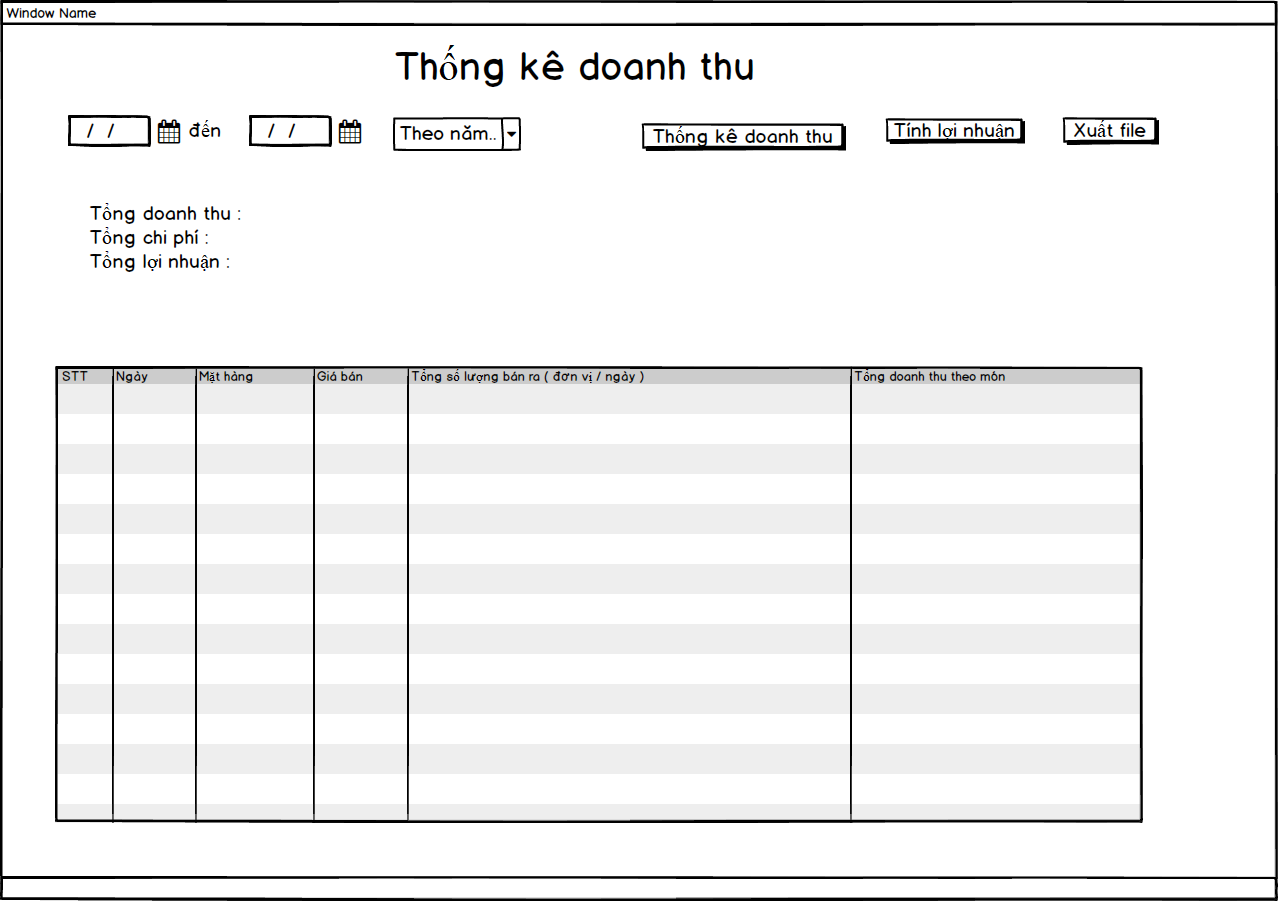 Window Name
Thống kê doanh thu
/ / đến / / Theo năm.. Thống kê doanh thu Tính lợi nhuận Xuất file
Tổng doanh thu :
Tổng chi phí :
Tổng lợi nhuận :
STT Ngày Mặt hàng Giá bán Tổng số lượng bán ra ( đơn vị / ngày ) Tổng doanh thu theo món